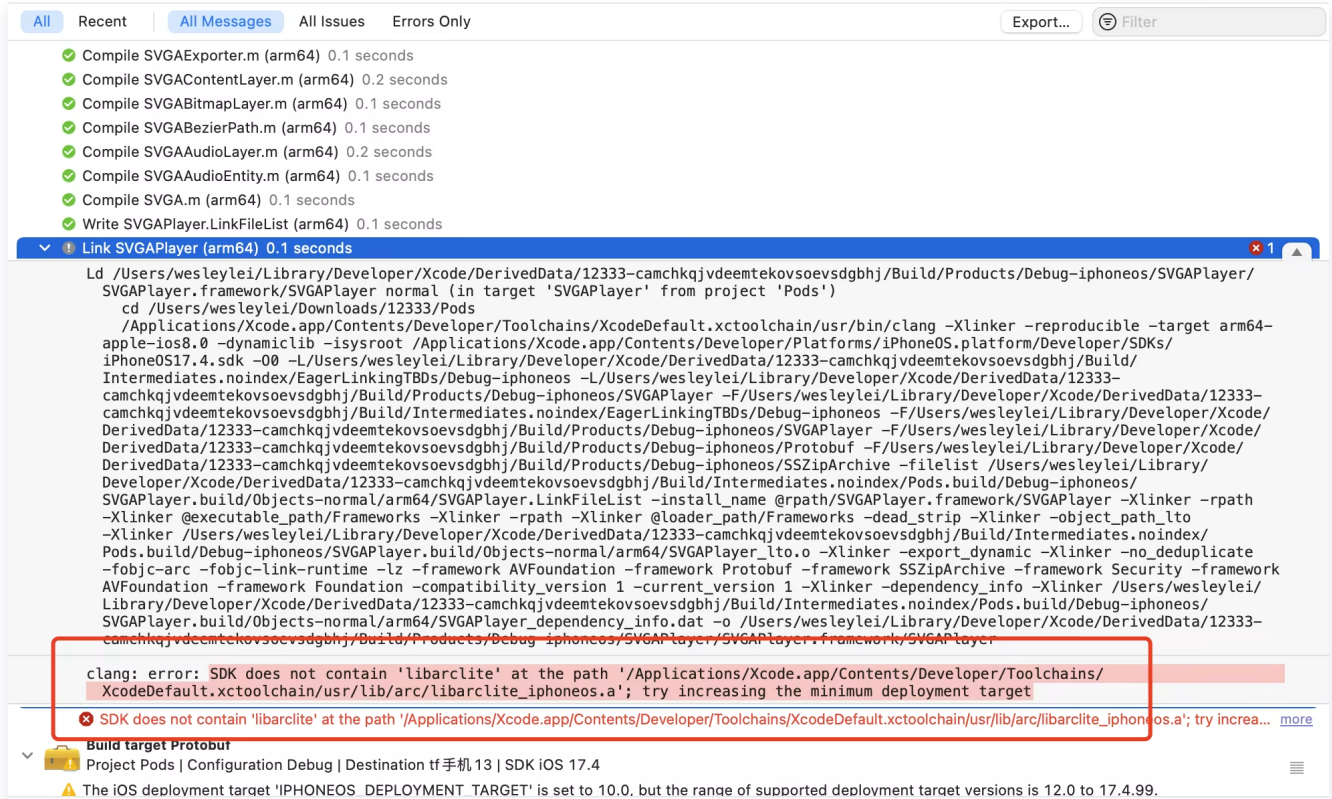 All Recent All Messages All Issues Errors Only Export... Filter
Compile SVGAExporter.m (arm64) 0.1 seconds
Compile SVGAContentLayer.m (arm64) 0.2 seconds
Compile SVGABitmapLayer.m (arm64) 0.1 seconds
Compile SVGABezierPath.m (arm64) 0.1 seconds
Compile SVGAAudioLayer.m (arm64) 0.2 seconds
Compile SVGAAudioEntity.m (arm64) 0.1 seconds
Compile SVGA.m (arm64) 0.1 seconds
Write SVGAPlayer.LinkFileList (arm64) 0.1 seconds
Link SVGAPlayer (arm64) 0.1 seconds 1
Ld /Users/wesleylei/Library/Developer/Xcode/DerivedData/12333-camchkqjvdeemtekovsoevsdgbhj/Build/Products/Debug-iphoneos/SVGAPlayer/
SVGAPlayer.framework/SVGAPlayer normal (in target 'SVGAPlayer' from project 'Pods')
cd /Users/wesleylei/Downloads/12333/Pods
/Applications/Xcode.app/Contents/Developer/Toolchains/XcodeDefault.xctoolchain/usr/bin/clang -Xlinker -reproducible -target arm64-
apple-ios8.0 -dynamiclib -isysroot /Applications/Xcode.app/Contents/Developer/Platforms/iPhoneOS.platform/Developer/SDKs/
iPhoneOS17.4.sdk -O0 -L/Users/wesleylei/Library/Developer/Xcode/DerivedData/12333-camchkqjvdeemtekovsoevsdgbhj/Build/
Intermediates.noindex/EagerLinkingTBDs/Debug-iphoneos -L/Users/wesleylei/Library/Developer/Xcode/DerivedData/12333-
camchkqjvdeemtekovsoevsdgbhj/Build/Products/Debug-iphoneos/SVGAPlayer -F/Users/wesleylei/Library/Developer/Xcode/DerivedData/12333-
camchkqjvdeemtekovsoevsdgbhj/Build/Intermediates.noindex/EagerLinkingTBDs/Debug-iphoneos -F/Users/wesleylei/Library/Developer/Xcode/
DerivedData/12333-camchkqjvdeemtekovsoevsdgbhj/Build/Products/Debug-iphoneos/SVGAPlayer -F/Users/wesleylei/Library/Developer/Xcode/
DerivedData/12333-camchkqjvdeemtekovsoevsdgbhj/Build/Products/Debug-iphoneos/Protobuf -F/Users/wesleylei/Library/Developer/Xcode/
DerivedData/12333-camchkqjvdeemtekovsoevsdgbhj/Build/Products/Debug-iphoneos/SSZipArchive -filelist /Users/wesleylei/Library/
Developer/Xcode/DerivedData/12333-camchkqjvdeemtekovsoevsdgbhj/Build/Intermediates.noindex/Pods.build/Debug-iphoneos/
SVGAPlayer.build/Objects-normal/arm64/SVGAPlayer.LinkFileList -install_name @rpath/SVGAPlayer.framework/SVGAPlayer -Xlinker -rpath
-Xlinker @executable_path/Frameworks -Xlinker -rpath -Xlinker @loader_path/Frameworks -dead_strip -Xlinker -object_path_lto
-Xlinker /Users/wesleylei/Library/Developer/Xcode/DerivedData/12333-camchkqjvdeemtekovsoevsdgbhj/Build/Intermediates.noindex/
Pods.build/Debug-iphoneos/SVGAPlayer.build/Objects-normal/arm64/SVGAPlayer_lto.o -Xlinker -export_dynamic -Xlinker -no_deduplicate
-fobjc-arc -fobjc-link-runtime -lz -framework AVFoundation -framework Protobuf -framework SSZipArchive -framework Security -framework
AVFoundation -framework Foundation -compatibility_version 1 -current_version 1 -Xlinker -dependency_info -Xlinker /Users/wesleylei/
Library/Developer/Xcode/DerivedData/12333-camchkqjvdeemtekovsoevsdgbhj/Build/Intermediates.noindex/Pods.build/Debug-iphoneos/
SVGAPlayer.build/Objects-normal/arm64/SVGAPlayer_dependency_info.dat -o /Users/wesleylei/Library/Developer/Xcode/DerivedData/12333-
camchkqjvdeemtekovsoevsdgbhj/Build/Products/Debug-iphoneos/SVGAPlayer/SVGAPlayer.framework/SVGAPlayer
clang: error: SDK does not contain 'libarclite' at the path '/Applications/Xcode.app/Contents/Developer/Toolchains/
XcodeDefault.xctoolchain/usr/lib/arc/libarclite_iphoneos.a'; try increasing the minimum deployment target
SDK does not contain 'libarclite' at the path '/Applications/Xcode.app/Contents/Developer/Toolchains/XcodeDefault.xctoolchain/usr/lib/arc/libarclite_iphoneos.a'; try increa... more
Build target Protobuf
Project Pods | Configuration Debug | Destination tf手机13 | SDK iOS 17.4
The iOS deployment target 'IPHONEOS_DEPLOYMENT_TARGET' is set to 10.0, but the range of supported deployment target versions is 12.0 to 17.4.99.